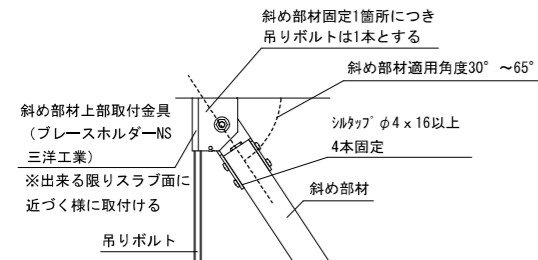 斜め部材固定1箇所につき
吊りボルトは1本とする
斜め部材適用角度30°～65°
斜め部材上部取付金具
（ブレースホルダーNS
三洋工業）
※出来る限りスラブ面に
近づく様に取付ける
ｼﾙﾀｯﾌﾟφ4x16以上
4本固定
斜め部材
吊りボルト